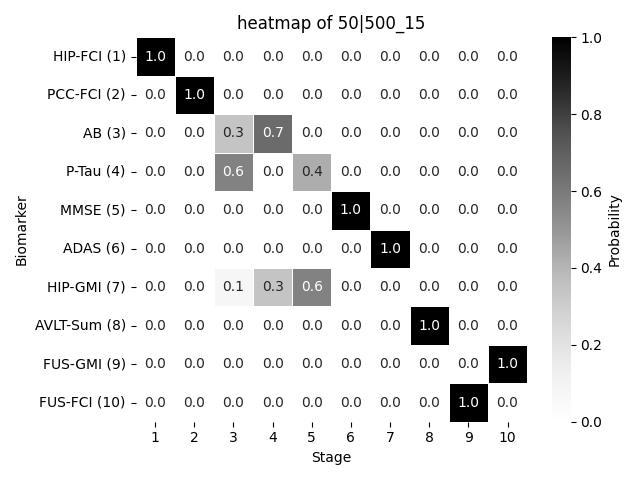 heatmap of 50|500_15
HIP-FCI (1) 1.0 0.0 0.0 0.0 0.0 0.0 0.0 0.0 0.0 0.0
PCC-FCI (2) 0.0 1.0 0.0 0.0 0.0 0.0 0.0 0.0 0.0 0.0
AB (3) 0.0 0.0 0.3 0.7 0.0 0.0 0.0 0.0 0.0 0.0
P-Tau (4) 0.0 0.0 0.6 0.0 0.4 0.0 0.0 0.0 0.0 0.0
MMSE (5) 0.0 0.0 0.0 0.0 0.0 1.0 0.0 0.0 0.0 0.0
ADAS (6) 0.0 0.0 0.0 0.0 0.0 0.0 1.0 0.0 0.0 0.0
HIP-GMI (7) 0.0 0.0 0.1 0.3 0.6 0.0 0.0 0.0 0.0 0.0
AVLT-Sum (8) 0.0 0.0 0.0 0.0 0.0 0.0 0.0 1.0 0.0 0.0
FUS-GMI (9) 0.0 0.0 0.0 0.0 0.0 0.0 0.0 0.0 0.0 1.0
FUS-FCI (10) 0.0 0.0 0.0 0.0 0.0 0.0 0.0 0.0 1.0 0.0
1 2 3 4 5 6 7 8 9 10
Stage
Biomarker
1.0
0.8
0.6
0.4
0.2
0.0
Probability